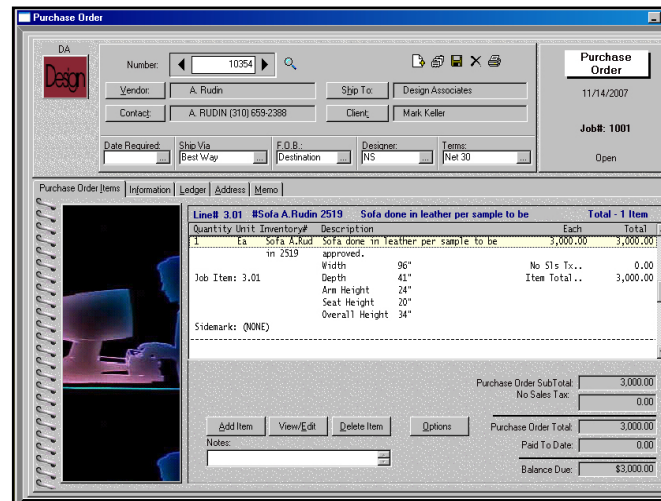 Purchase Order
DA
Design
Number: 10354
Vendor: A. Rudin
Contact: A. RUDIN (310) 659-2388
Ship To: Design Associates
Client: Mark Keller
Purchase
Order
11/14/2007
Job#: 1001
Open
Date Required: Ship Via F.O.B.: Designer: Terms:
... Best Way ... Destination ... NS ... Net 30 ...
Purchase Order Items Information Ledger Address Memo
Line# 3.01 #Sofa A.Rudin 2519 Sofa done in leather per sample to be Total - 1 Item
Quantity Unit Inventory# Description Each Total
1 Ea Sofa A.Rud Sofa done in leather per sample to be 3,000.00 3,000.00
in 2519 approved.
Width 96" No Sls Tx.. 0.00
Job Item: 3.01 Depth 41" Item Total.. 3,000.00
Arm Height 24"
Seat Height 20"
Overall Height 34"
Sidemark: (NONE)
Purchase Order SubTotal: 3,000.00
No Sales Tax: 0.00
Add Item View/Edit Delete Item Options
Purchase Order Total: 3,000.00
Notes:
Paid To Date: 0.00
Balance Due: $3,000.00